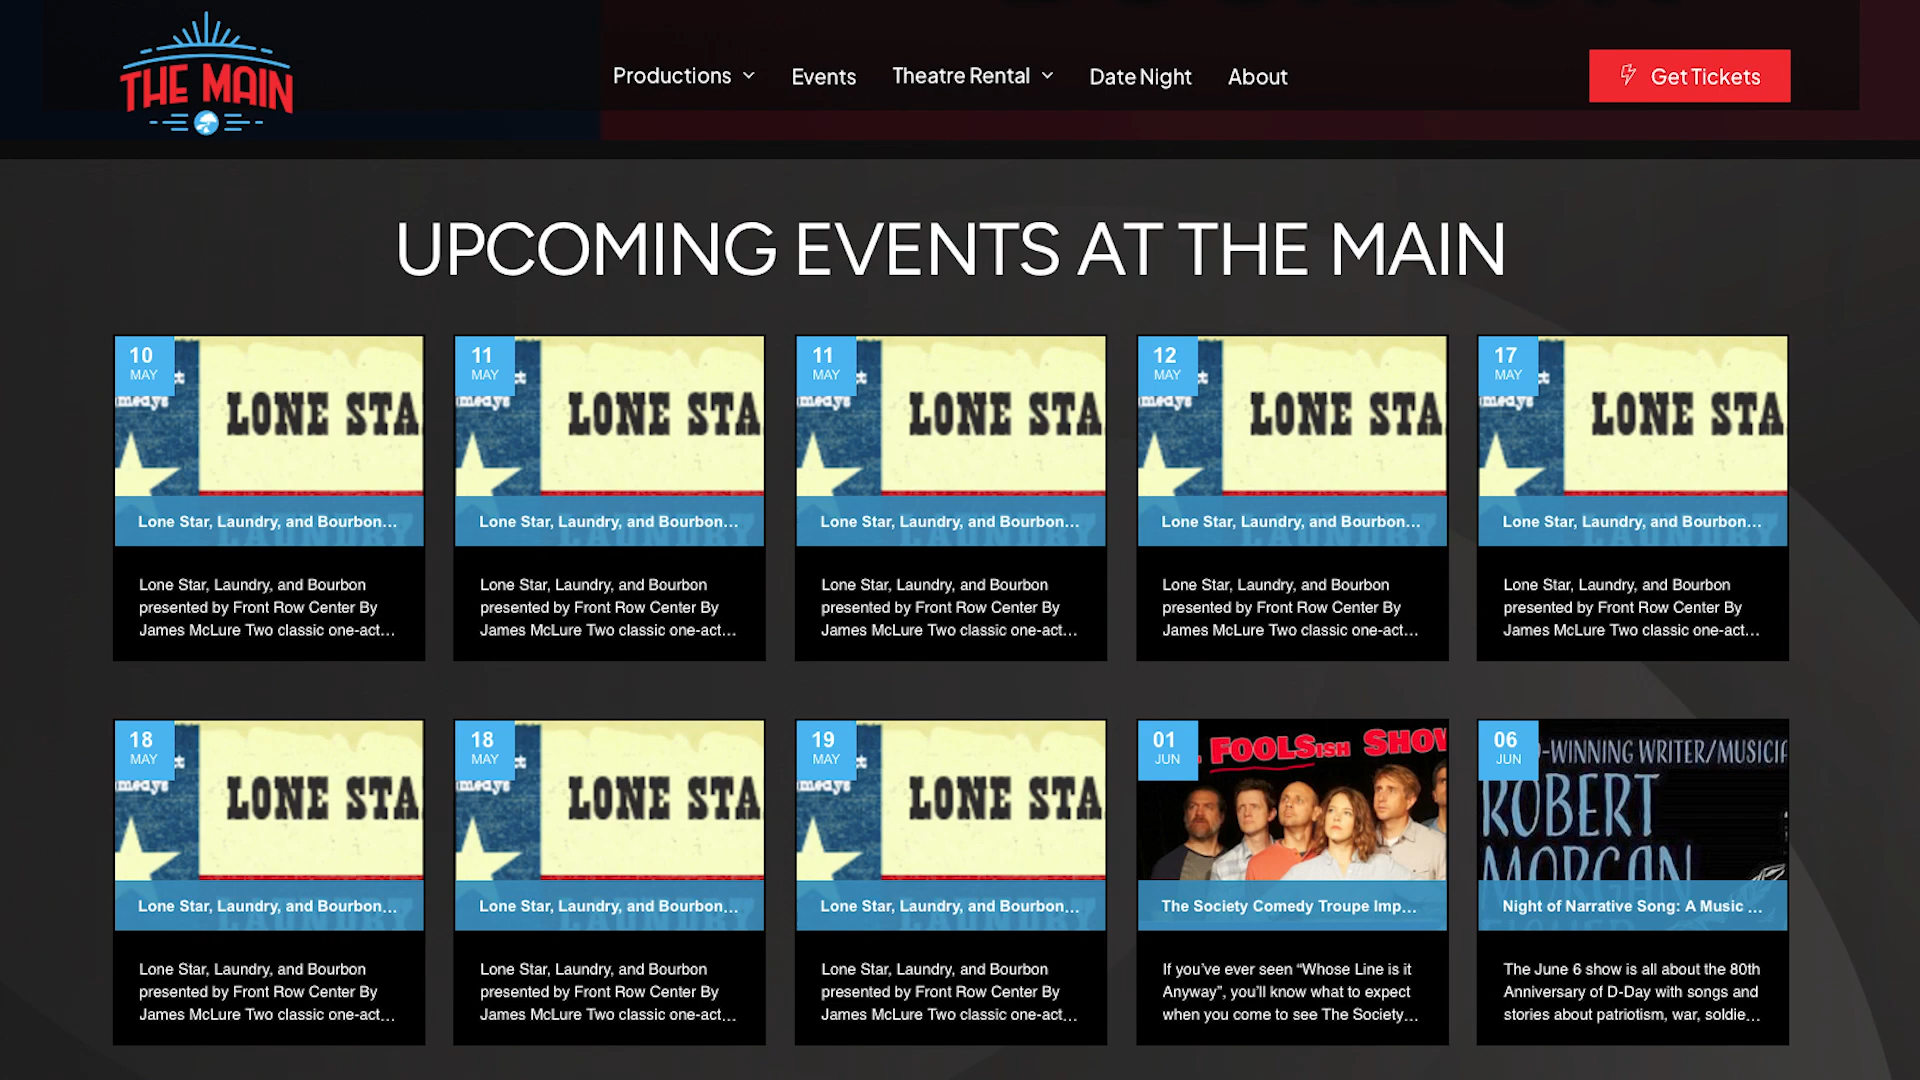 THE MAIN
Productions
Events
Theatre Rental
Date Night
About
Get Tickets
UPCOMING EVENTS AT THE MAIN
10
MAY
medys
LONE STA
Lone Star, Laundry, and Bourbon...
Lone Star, Laundry, and Bourbon
presented by Front Row Center By
James McLure Two classic one-act...
11
MAY
medys
LONE STA
Lone Star, Laundry, and Bourbon...
Lone Star, Laundry, and Bourbon
presented by Front Row Center By
James McLure Two classic one-act...
11
MAY
medys
LONE STA
Lone Star, Laundry, and Bourbon...
Lone Star, Laundry, and Bourbon
presented by Front Row Center By
James McLure Two classic one-act...
12
MAY
medys
LONE STA
Lone Star, Laundry, and Bourbon...
Lone Star, Laundry, and Bourbon
presented by Front Row Center By
James McLure Two classic one-act...
17
MAY
medys
LONE STA
Lone Star, Laundry, and Bourbon...
Lone Star, Laundry, and Bourbon
presented by Front Row Center By
James McLure Two classic one-act...
18
MAY
medys
LONE STA
Lone Star, Laundry, and Bourbon...
Lone Star, Laundry, and Bourbon
presented by Front Row Center By
James McLure Two classic one-act...
18
MAY
medys
LONE STA
Lone Star, Laundry, and Bourbon...
Lone Star, Laundry, and Bourbon
presented by Front Row Center By
James McLure Two classic one-act...
19
MAY
medys
LONE STA
Lone Star, Laundry, and Bourbon...
Lone Star, Laundry, and Bourbon
presented by Front Row Center By
James McLure Two classic one-act...
01
JUN
FOOLSISH SHOW
The Society Comedy Troupe Imp...
If you’ve ever seen “Whose Line is it
Anyway”, you’ll know what to expect
when you come to see The Society...
06
JUN
-WINNING WRITER/MUSICIA
ROBERT
MORGAN
Night of Narrative Song: A Music ...
The June 6 show is all about the 80th
Anniversary of D-Day with songs and
stories about patriotism, war, soldie...